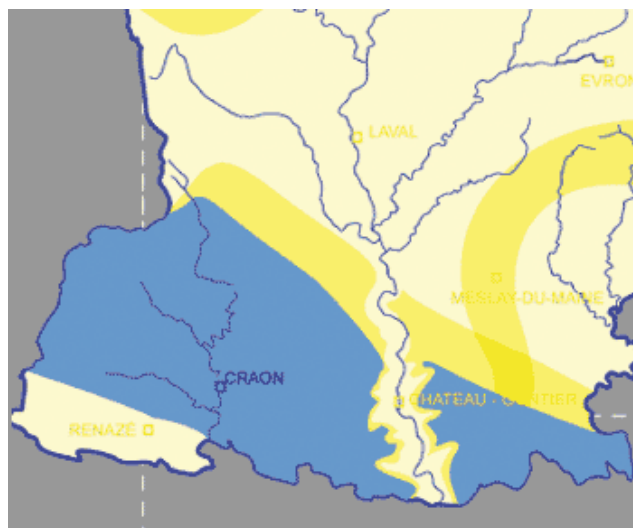 EVRON
LAVAL
MESLAY-DU-MAINE
CRAON
CHATEAU - GONTIER
RENAZÉ